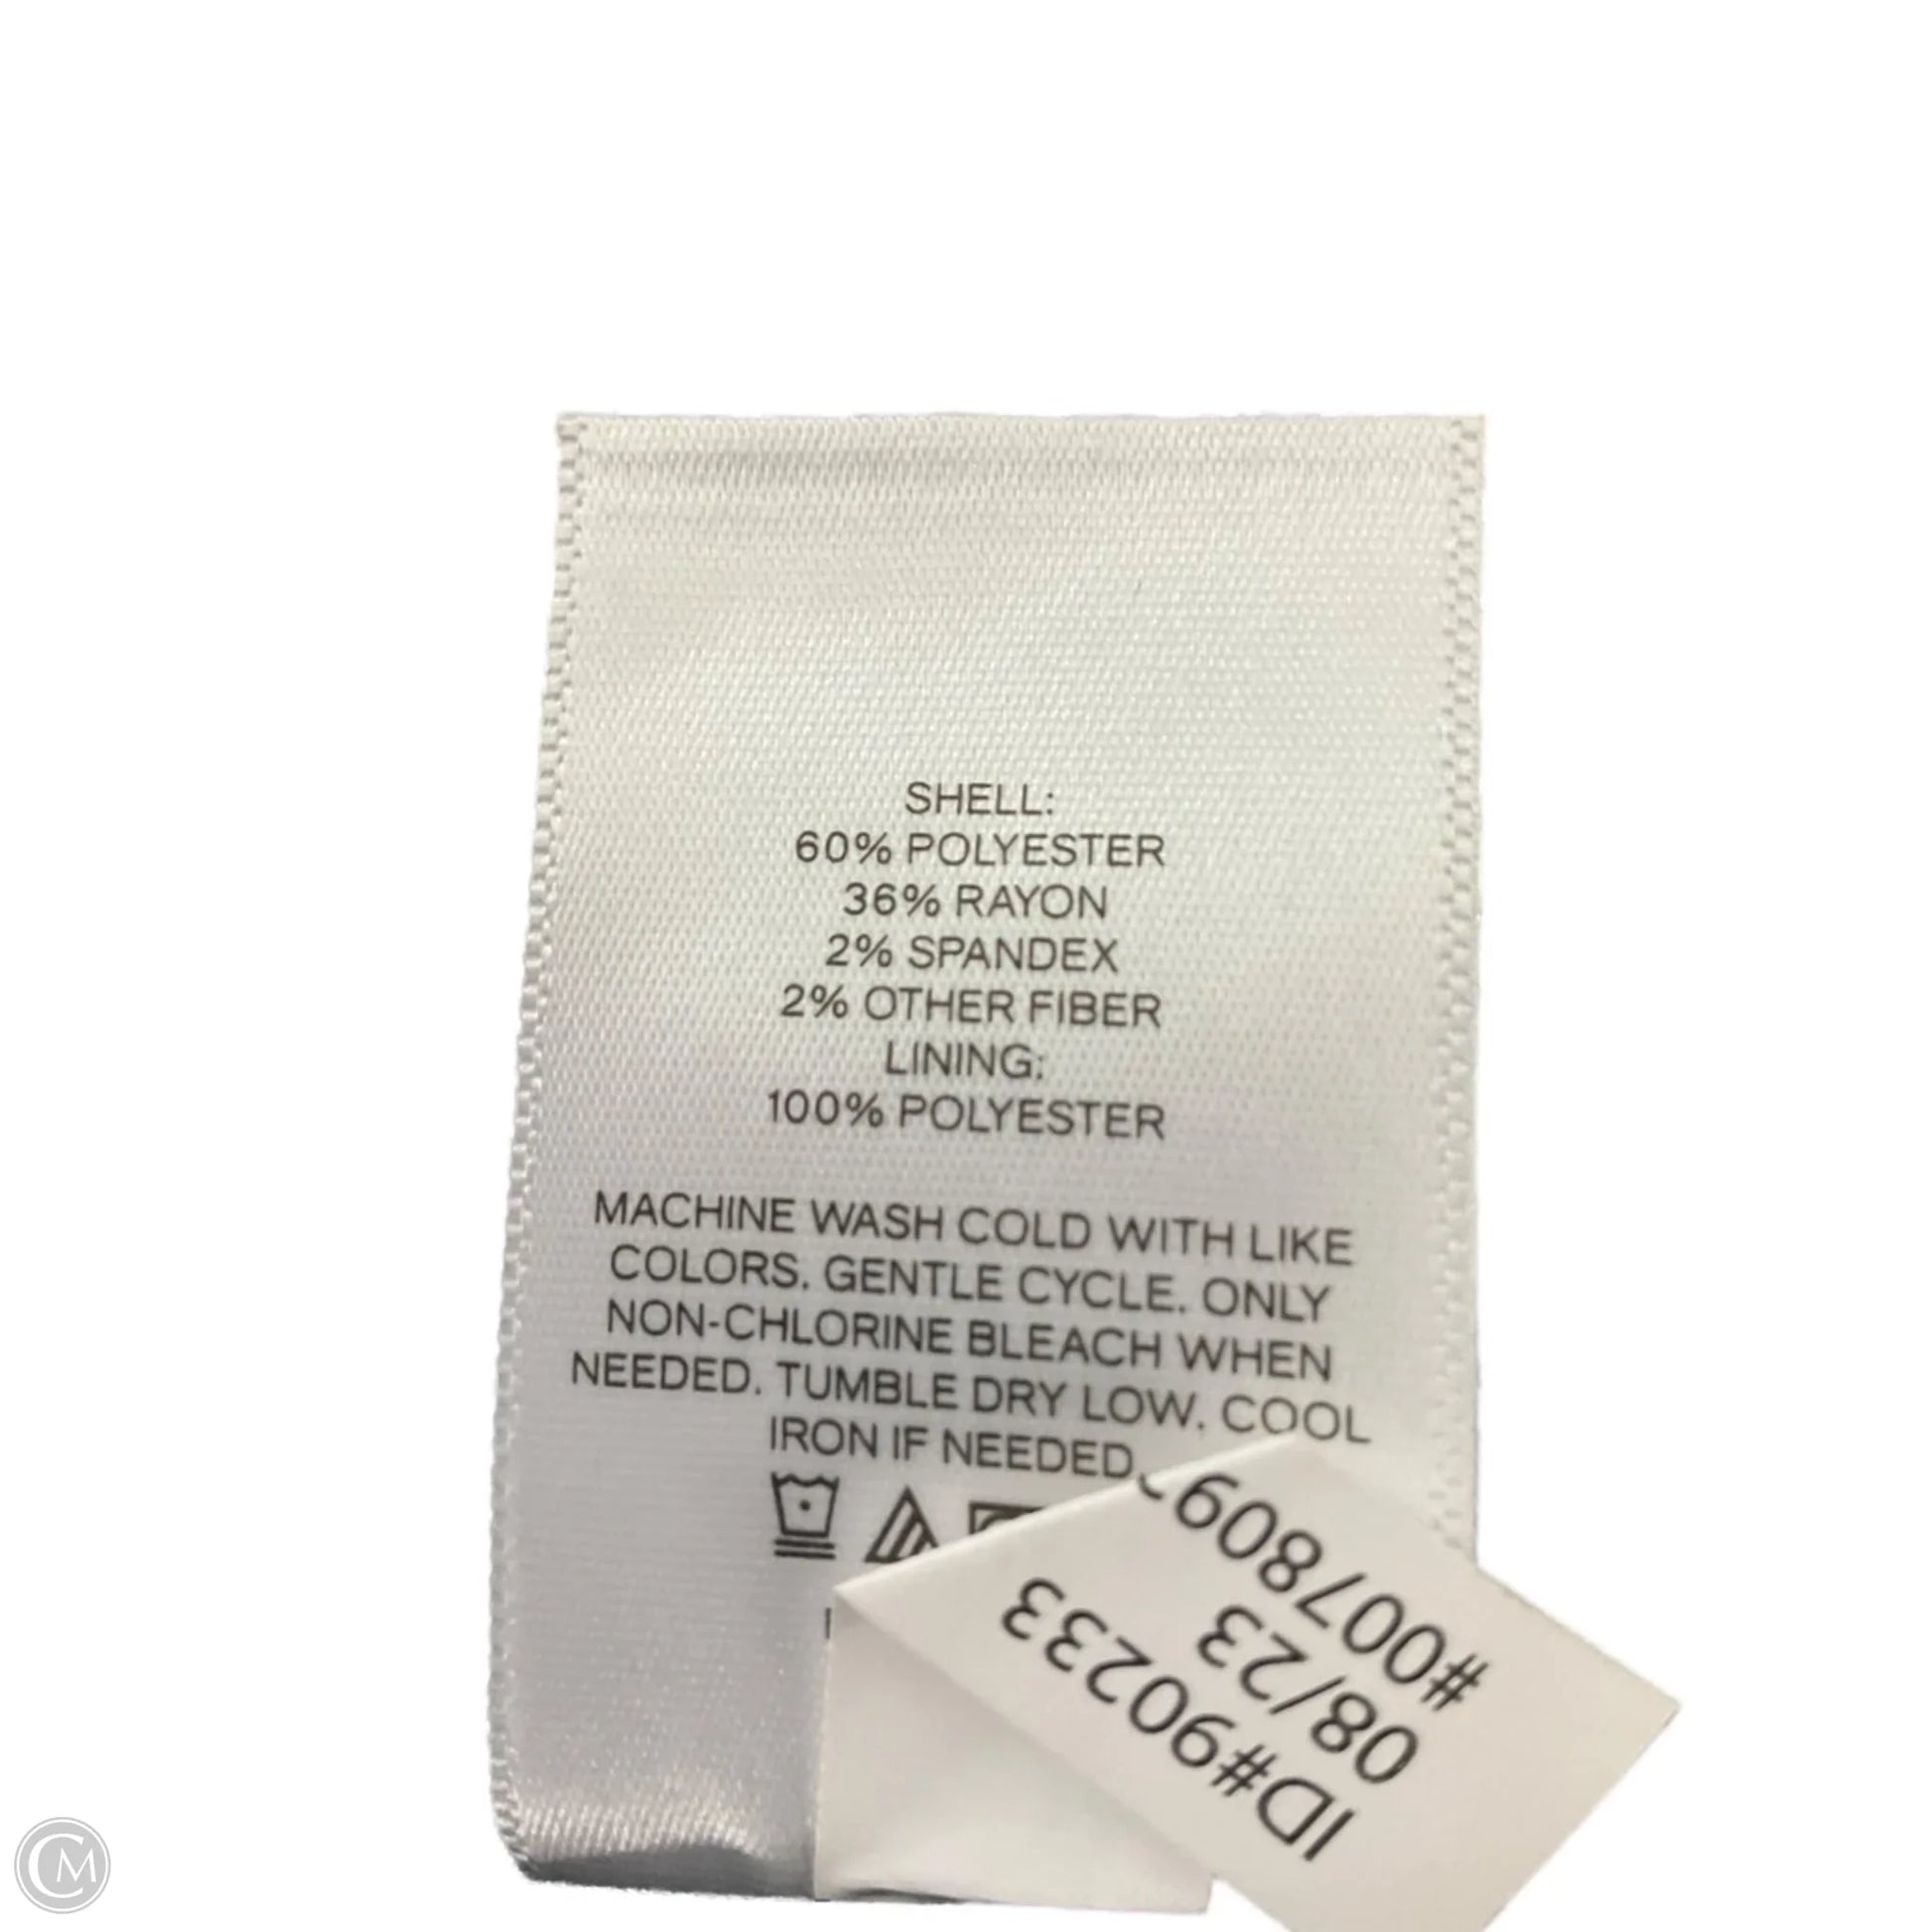 SHELL:
60% POLYESTER
36% RAYON
2% SPANDEX
2% OTHER FIBER
LINING:
100% POLYESTER
MACHINE WASH COLD WITH LIKE
COLORS. GENTLE CYCLE. ONLY
NON-CHLORINE BLEACH WHEN
NEEDED. TUMBLE DRY LOW. COOL
IRON IF NEEDED.
ID#90233
08/23
CM